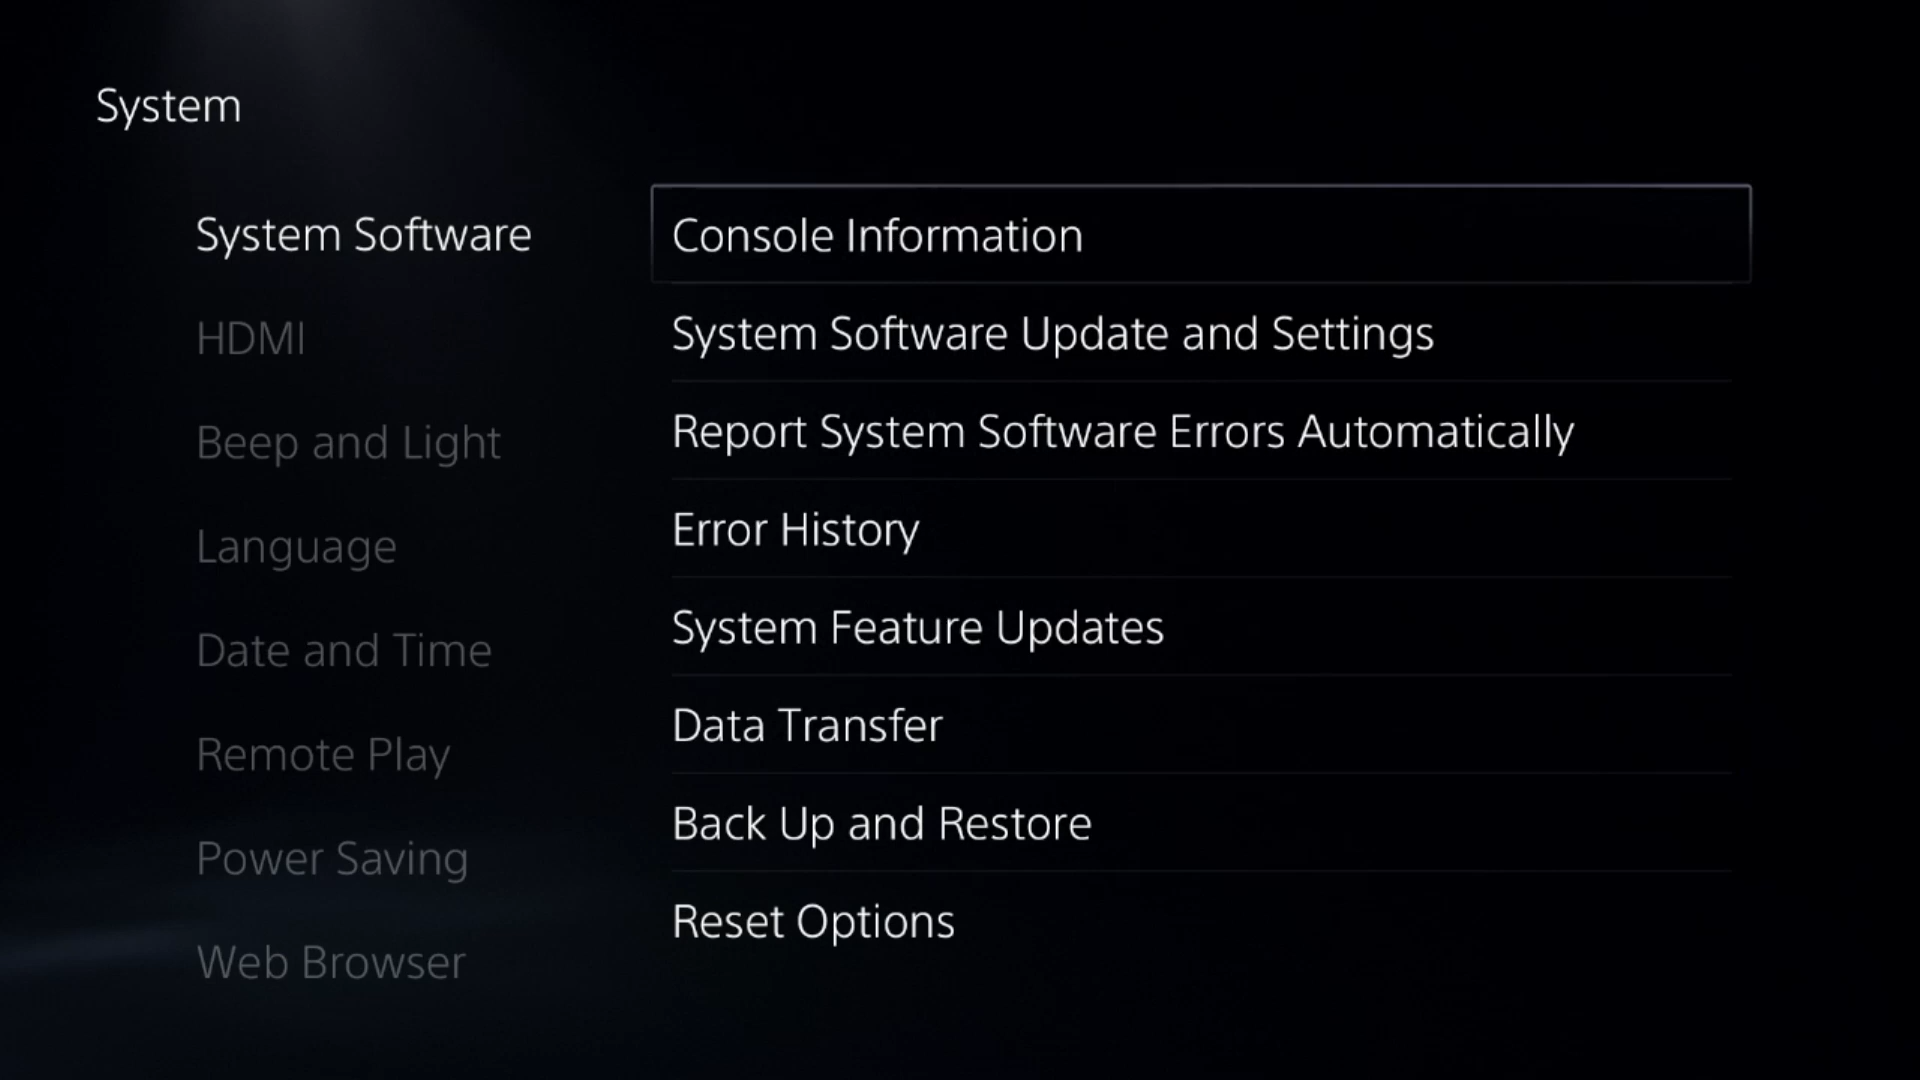 System
System Software
HDMI
Beep and Light
Language
Date and Time
Remote Play
Power Saving
Web Browser
Console Information
System Software Update and Settings
Report System Software Errors Automatically
Error History
System Feature Updates
Data Transfer
Back Up and Restore
Reset Options